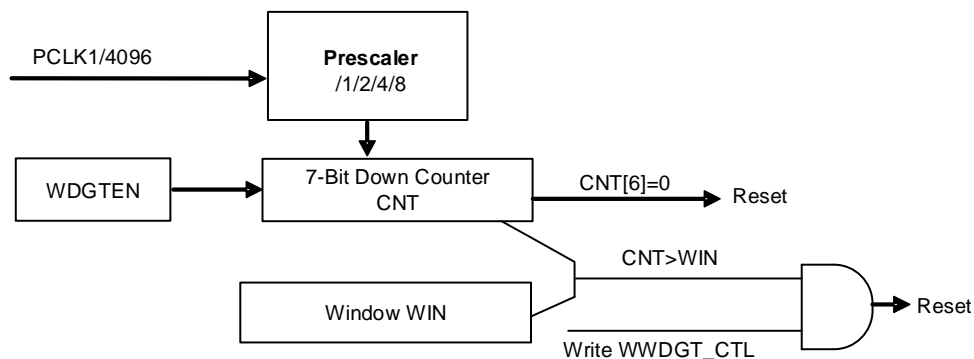 PCLK1/4096
Prescaler
/1/2/4/8
WDGTEN
7-Bit Down Counter
CNT
CNT[6]=0
Reset
CNT>WIN
Window WIN
Reset
Write WWDGT_CTL